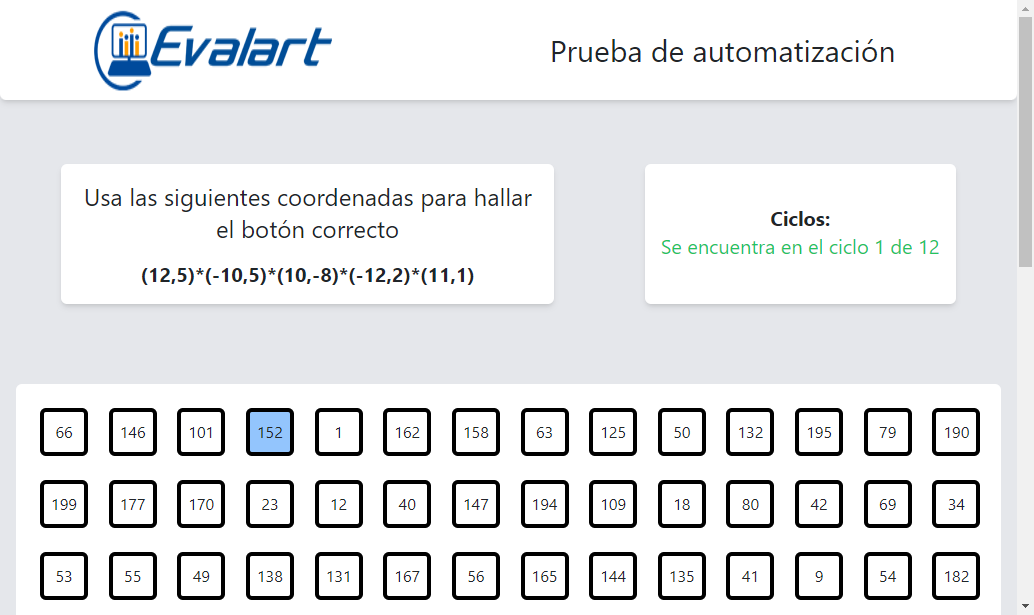 Evalart
Prueba de automatización
Usa las siguientes coordenadas para hallar
el botón correcto
(12,5)*(-10,5)*(10,-8)*(-12,2)*(11,1)
Ciclos:
Se encuentra en el ciclo 1 de 12
66 146 101 152 1 162 158 63 125 50 132 195 79 190
199 177 170 23 12 40 147 194 109 18 80 42 69 34
53 55 49 138 131 167 56 165 144 135 41 9 54 182